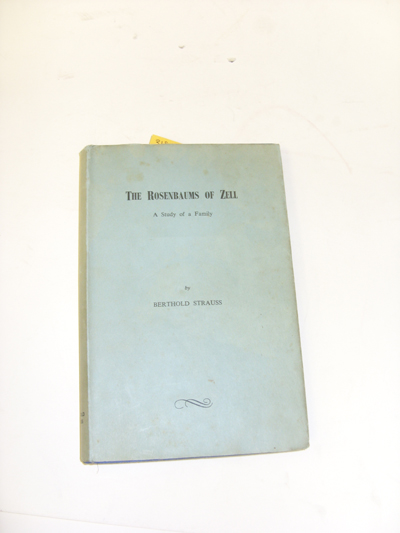 THE ROSENBAUMS OF ZELL
A Study of a Family
by
BERTHOLD STRAUSS